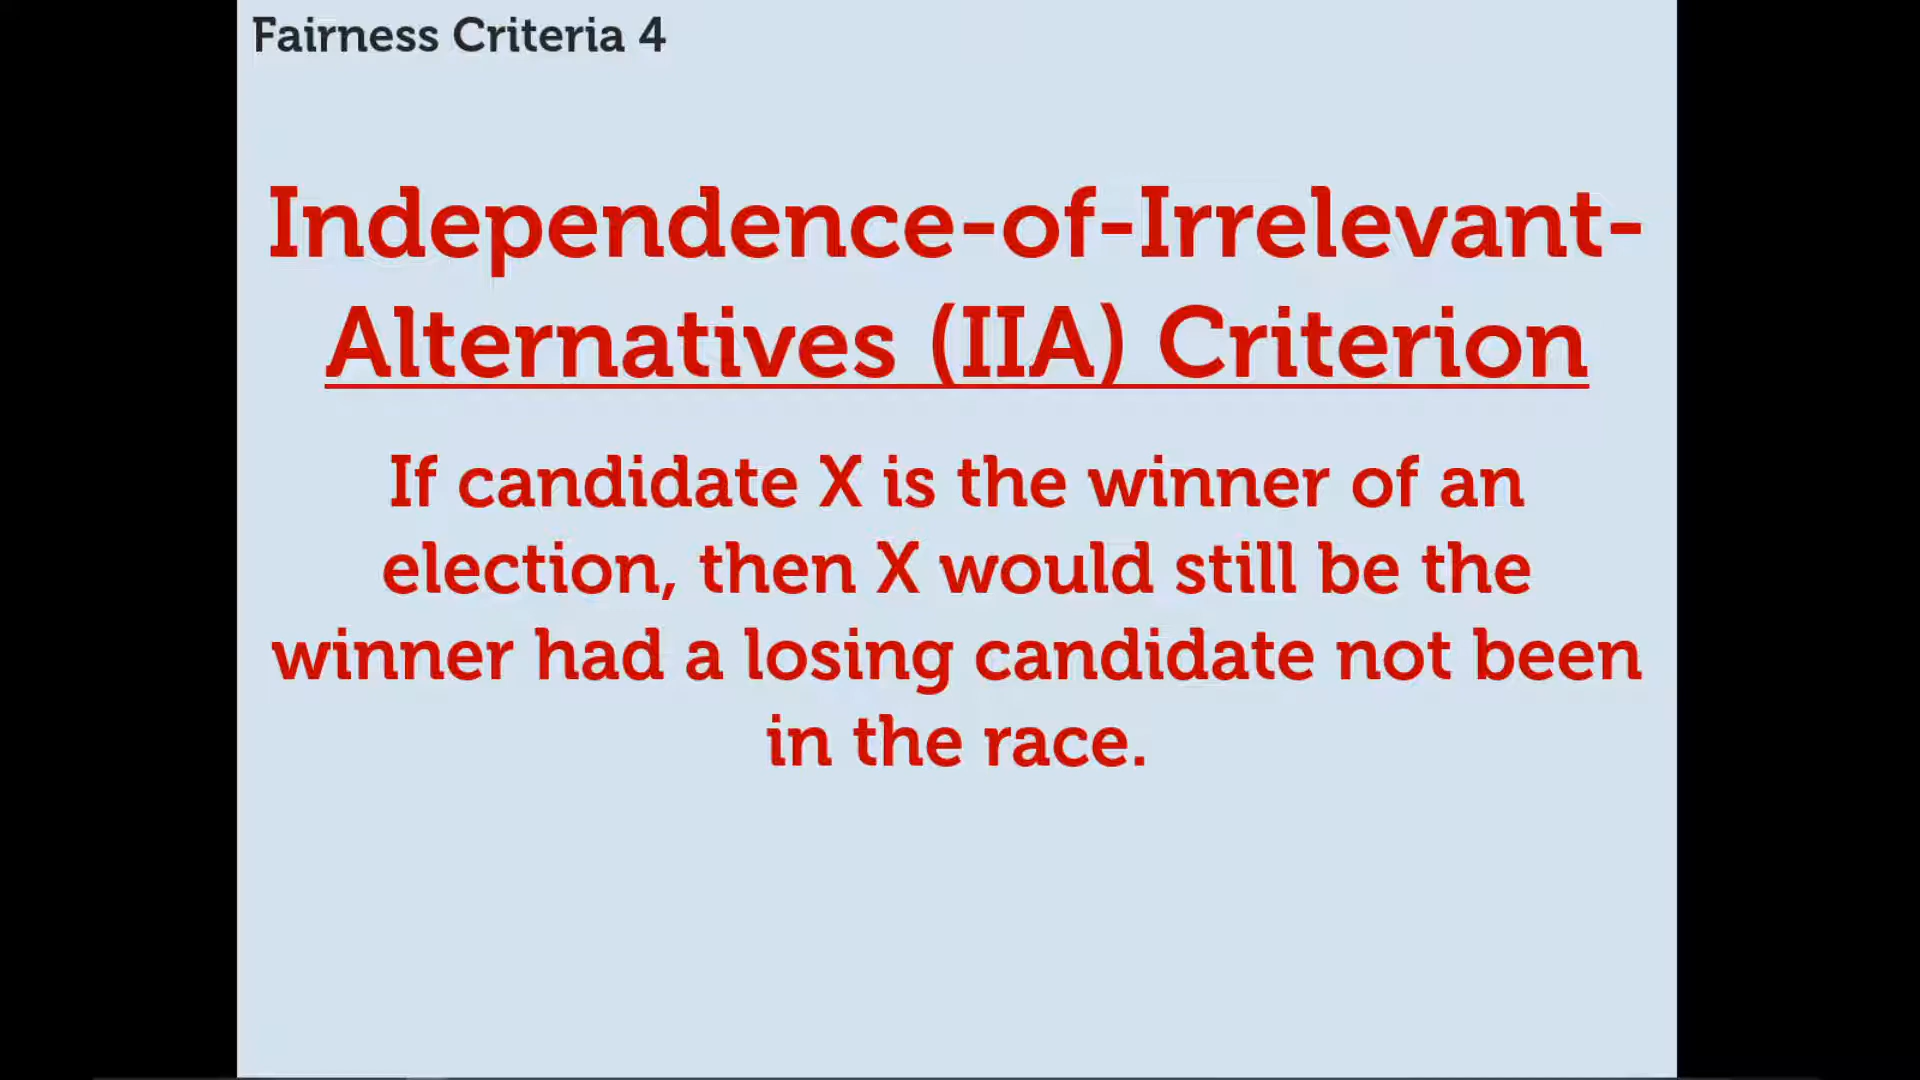 Fairness Criteria 4
Independence-of-Irrelevant-
Alternatives (IIA) Criterion
If candidate X is the winner of an
election, then X would still be the
winner had a losing candidate not been
in the race.